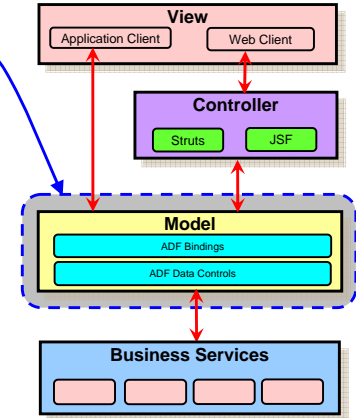 View
Application Client
Web Client
Controller
Struts
JSF
Model
ADF Bindings
ADF Data Controls
Business Services